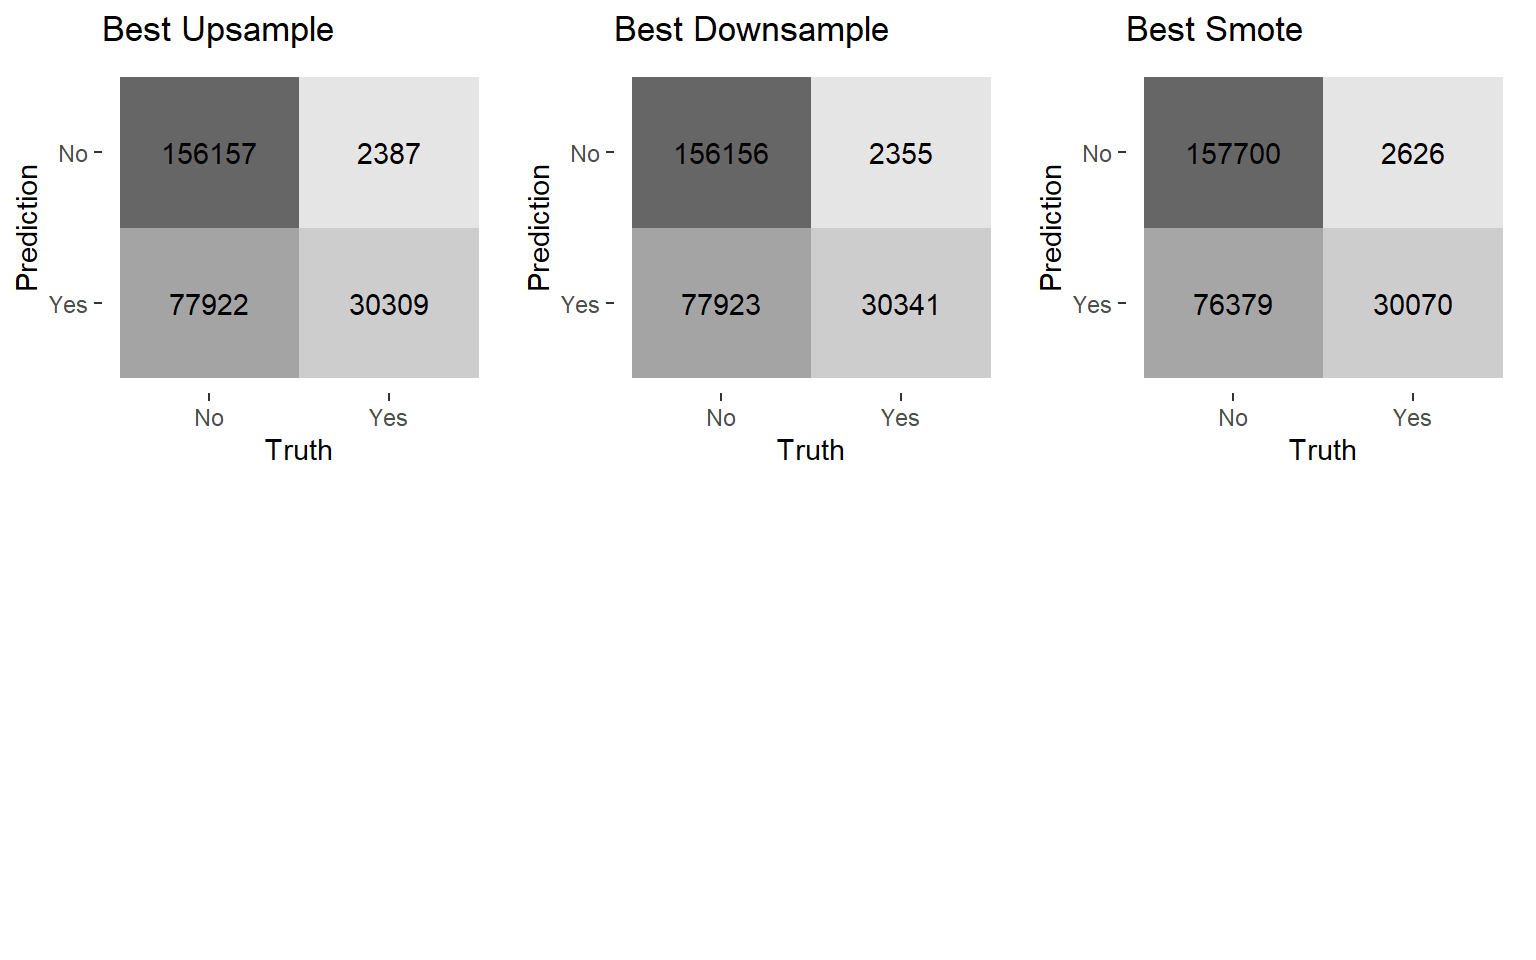 Best Upsample
Prediction
No
156157
2387
Yes
77922
30309
No
Yes
Truth
Best Downsample
Prediction
No
156156
2355
Yes
77923
30341
No
Yes
Truth
Best Smote
Prediction
No
157700
2626
Yes
76379
30070
No
Yes
Truth